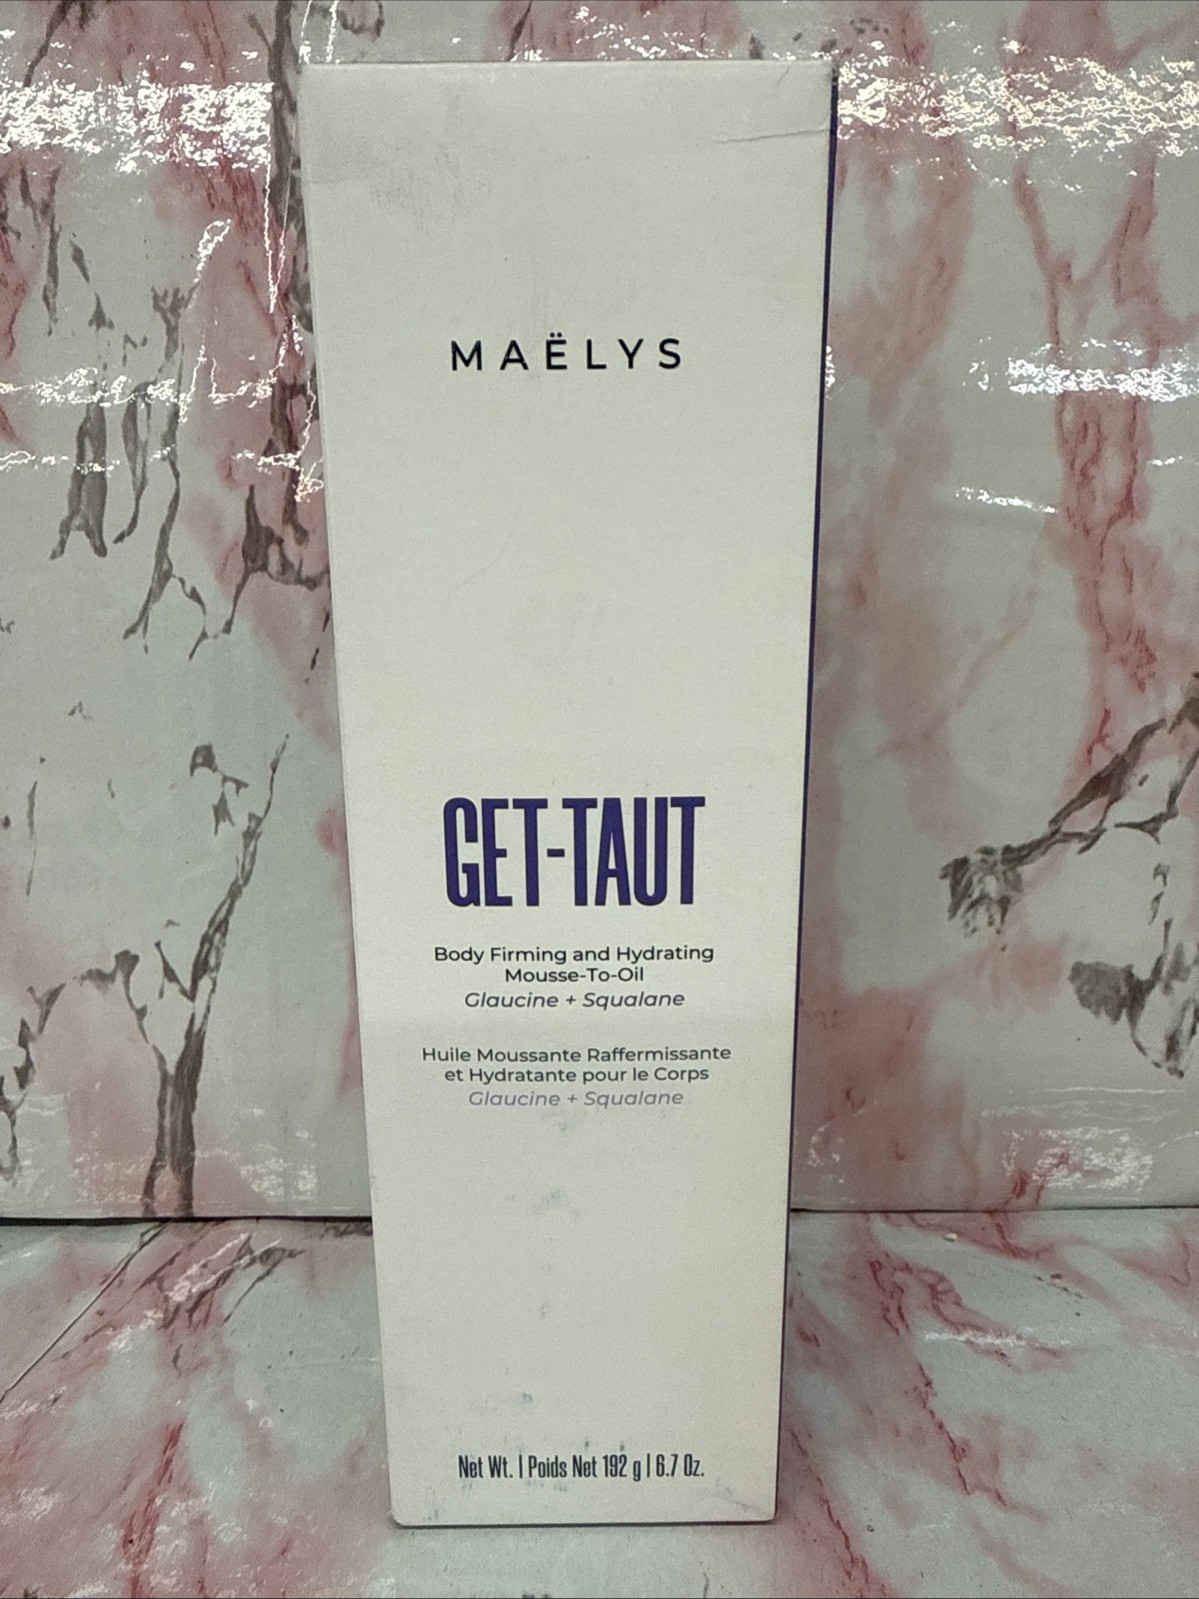 MAËLYS
GET-TAUT
Body Firming and Hydrating
Mousse-To-Oil
Glaucine + Squalane
Huile Moussante Raffermissante
et Hydratante pour le Corps
Glaucine + Squalane
Net Wt. | Poids Net 192 g | 6.7 Oz.